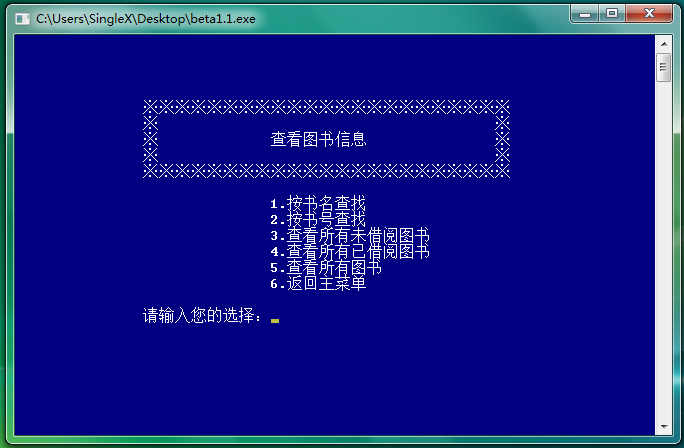 C:\Users\SingleX\Desktop\beta1.1.exe
查看图书信息
1.按书名查找
2.按书号查找
3.查看所有未借阅图书
4.查看所有已借阅图书
5.查看所有图书
6.返回主菜单
请输入您的选择：